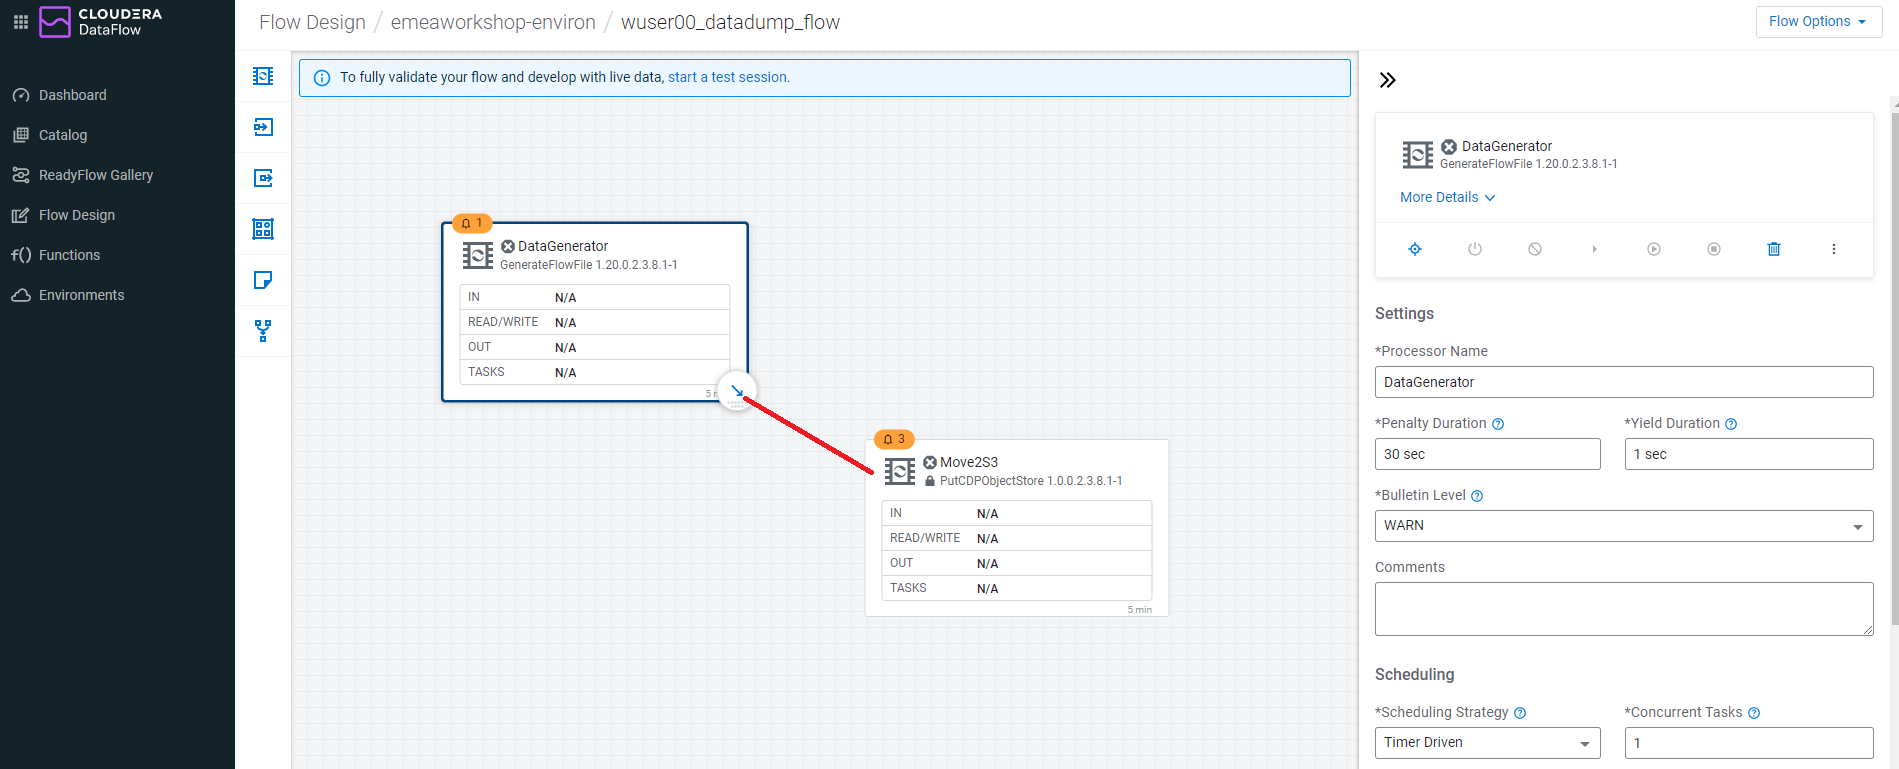 CLOUDERA
DataFlow
Dashboard
Catalog
ReadyFlow Gallery
Flow Design
Functions
Environments
Flow Design / emeaworkshop-environ / wuser00_datadump_flow
Flow Options
To fully validate your flow and develop with live data, start a test session.
1
DataGenerator
GenerateFlowFile 1.20.0.2.3.8.1-1
IN N/A
READ/WRITE N/A
OUT N/A
TASKS N/A
3
Move2S3
PutCDPObjectStore 1.0.0.2.3.8.1-1
IN N/A
READ/WRITE N/A
OUT N/A
TASKS N/A
5 min
DataGenerator
GenerateFlowFile 1.20.0.2.3.8.1-1
More Details
Settings
*Processor Name
DataGenerator
*Penalty Duration *Yield Duration
30 sec 1 sec
*Bulletin Level
WARN
Comments
Scheduling
*Scheduling Strategy *Concurrent Tasks
Timer Driven 1